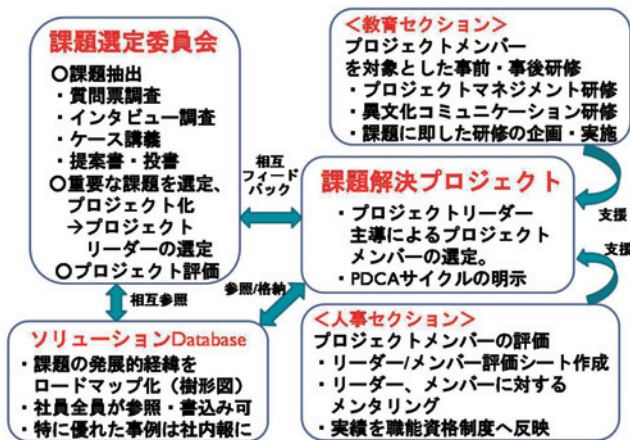 課題選定委員会
〇課題抽出
・質問票調査
・インタビュー調査
・ケース講義
・提案書・投書
〇重要な課題を選定、
プロジェクト化
→プロジェクト
リーダーの選定
〇プロジェクト評価
＜教育セクション＞
プロジェクトメンバー
を対象とした事前・事後研修
・プロジェクトマネジメント研修
・異文化コミュニケーション研修
・課題に即した研修の企画・実施
相互
フィード
バック
課題解決プロジェクト
・プロジェクトリーダー
主導によるプロジェクト
メンバーの選定。
・PDCAサイクルの明示
支援
支援
相互参照
参照/格納
ソリューションDatabase
・課題の発展的経緯を
ロードマップ化（樹形図）
・社員全員が参照・書込み可
・特に優れた事例は社内報に
＜人事セクション＞
プロジェクトメンバーの評価
・リーダー/メンバー評価シート作成
・リーダー、メンバーに対する
メンタリング
・実績を職能資格制度へ反映